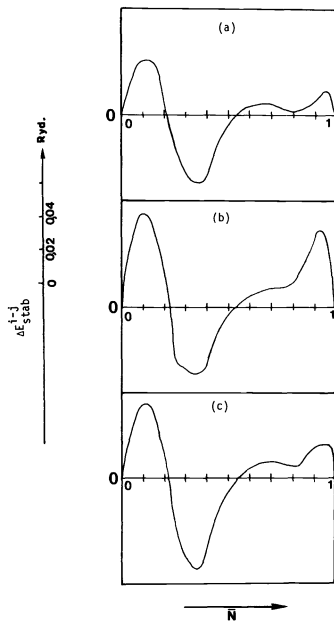 (a)
0
0 1
(b)
0
0 1
(c)
0
0 1
Ryd.
0,04
0,02
0
ΔE^{i-j}_{stab}
N̄